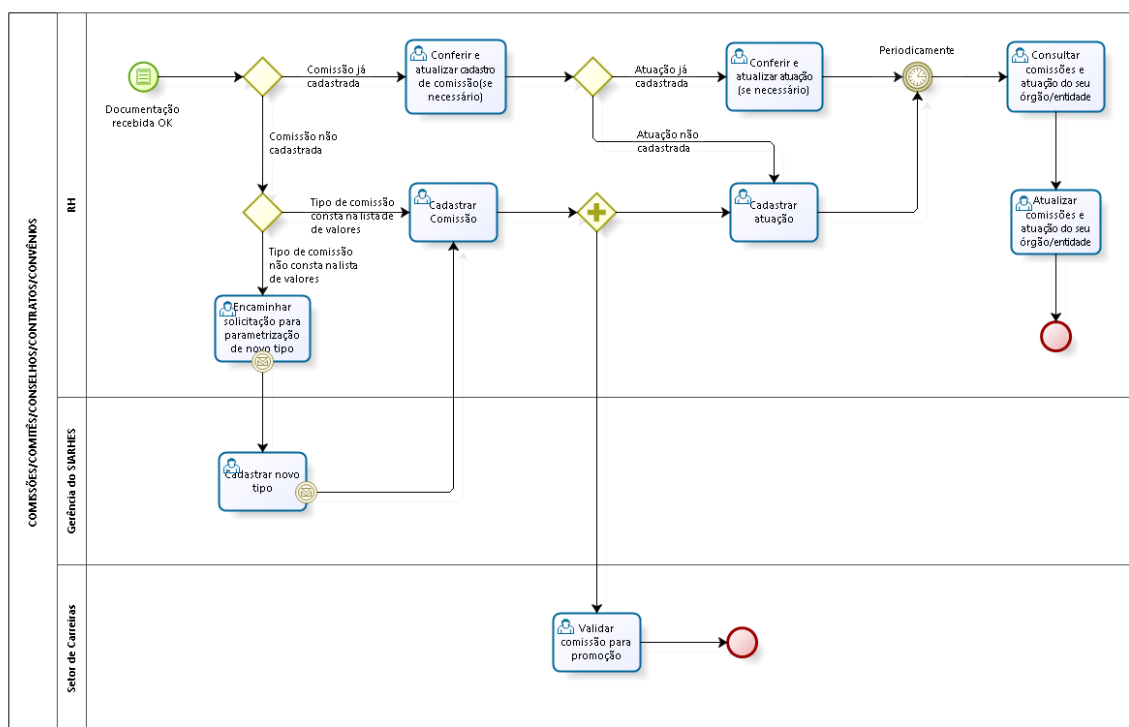 COMISSÕES/COMITÊS/CONSELHOS/CONTRATOS/CONVÊNIOS
RH
Documentação
recebida OK
Comissão já
cadastrada
Conferir e
atualizar cadastro
de comissão(se
necessário)
Atuação já
cadastrada
Conferir e
atualizar atuação
(se necessário)
Periodicamente
Consultar
comissões e
atuação do seu
órgão/entidade
Comissão não
cadastrada
Atuação não
cadastrada
Tipo de comissão
consta na lista de
valores
Cadastrar
Comissão
Cadastrar
atuação
Atualizar
comissões e
atuação do seu
órgão/entidade
Tipo de comissão
não consta na lista
de valores
Encaminhar
solicitação para
parametrização
de novo tipo
Gerência do SIARHES
Cadastrar novo
tipo
Setor de Carreiras
Validar
comissão para
promoção